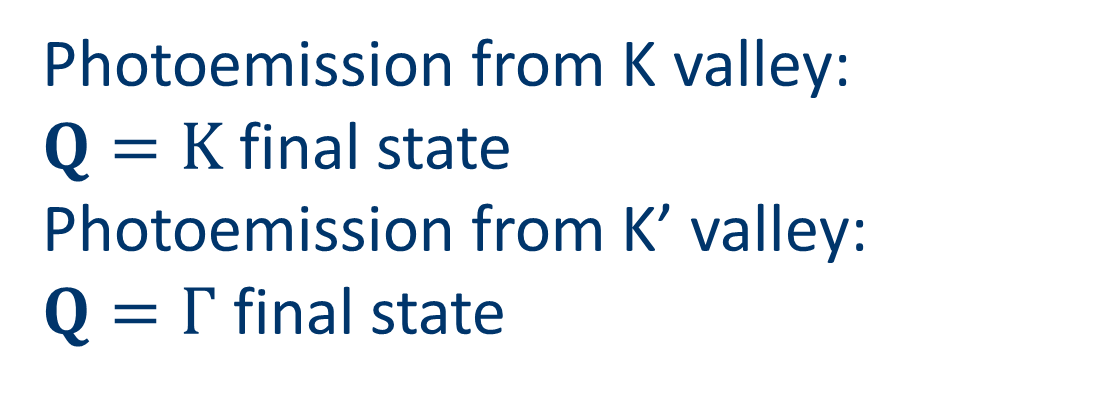 Photoemission from K valley:
𝐐 = K final state
Photoemission from K’ valley:
𝐐 = Γ final state